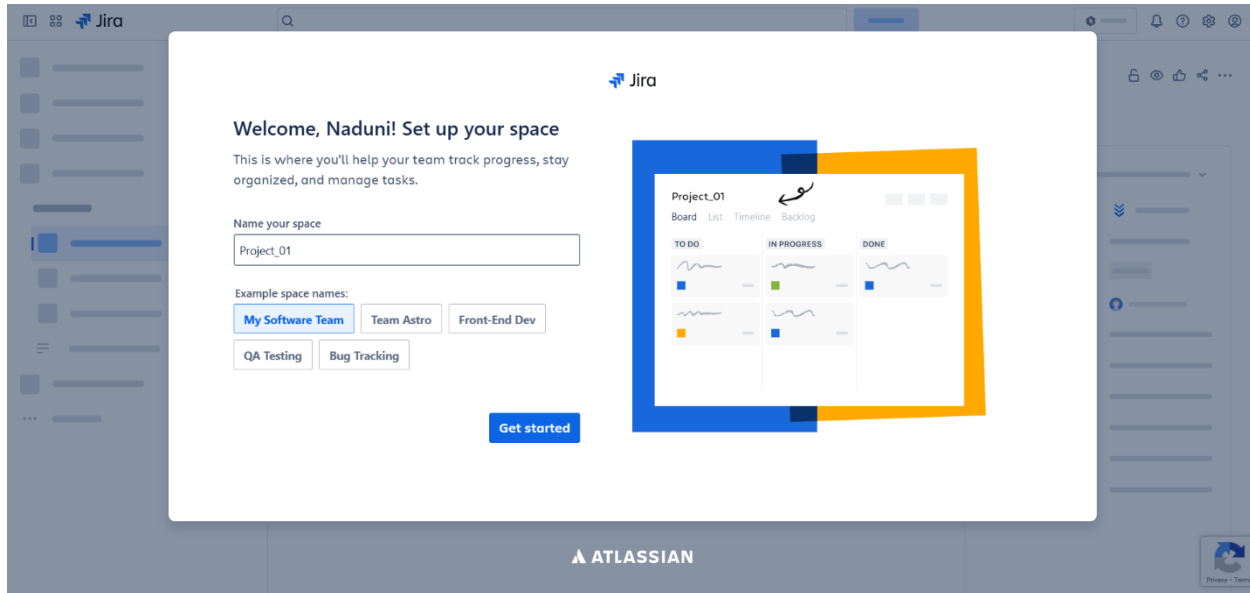 Jira
Jira
Welcome, Naduni! Set up your space
This is where you'll help your team track progress, stay
organized, and manage tasks.
Name your space
Project_01
Example space names:
My Software Team
Team Astro
Front-End Dev
QA Testing
Bug Tracking
Get started
Project_01
Board List Timeline Backlog
TO DO
IN PROGRESS
DONE
ATLASSIAN
Privacy - Term